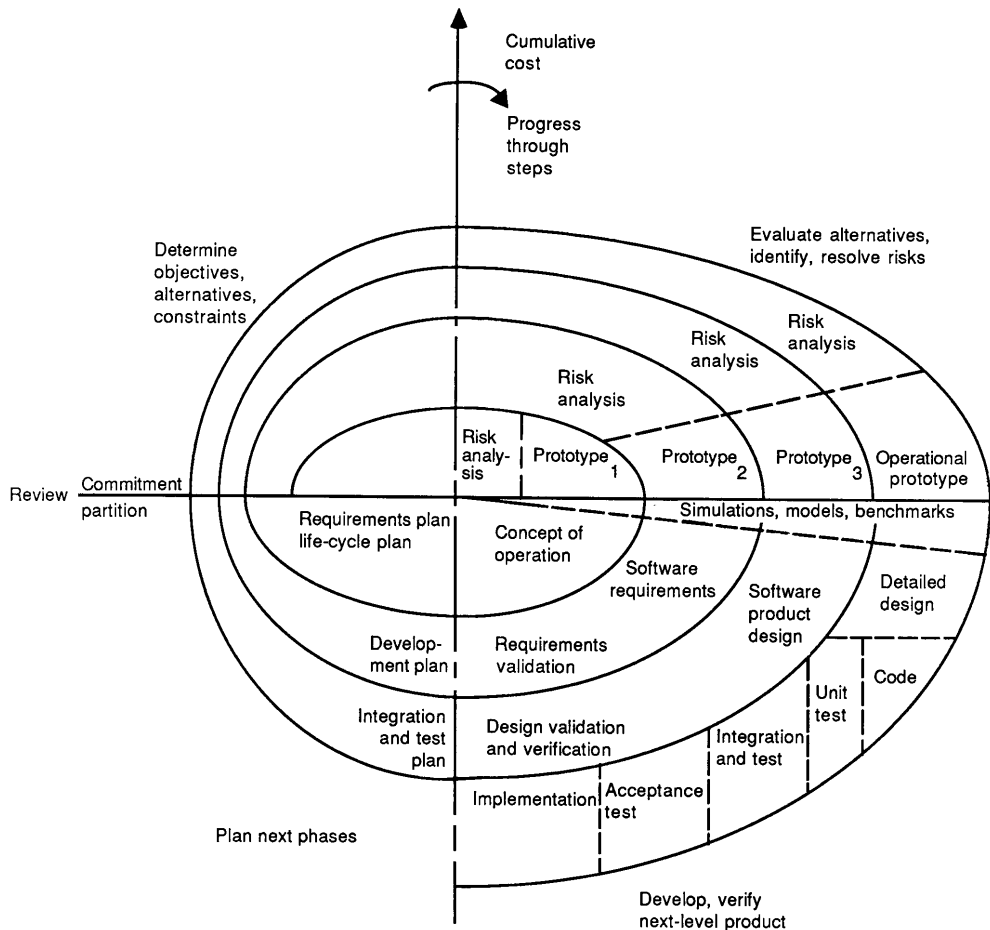 Cumulative
cost
Progress
through
steps
Determine
objectives,
alternatives,
constraints
Evaluate alternatives,
identify, resolve risks
Risk
analysis
Risk
analysis
Risk
analysis
Risk
analy-
sis
Prototype
1
Prototype
2
Prototype
3
Operational
prototype
Review
Commitment
partition
Simulations, models, benchmarks
Requirements plan
life-cycle plan
Concept of
operation
Software
requirements
Software
product
design
Detailed
design
Develop-
ment plan
Requirements
validation
Code
Unit
test
Integration
and test
plan
Design validation
and verification
Integration
and test
Acceptance
test
Implementation
Plan next phases
Develop, verify
next-level product